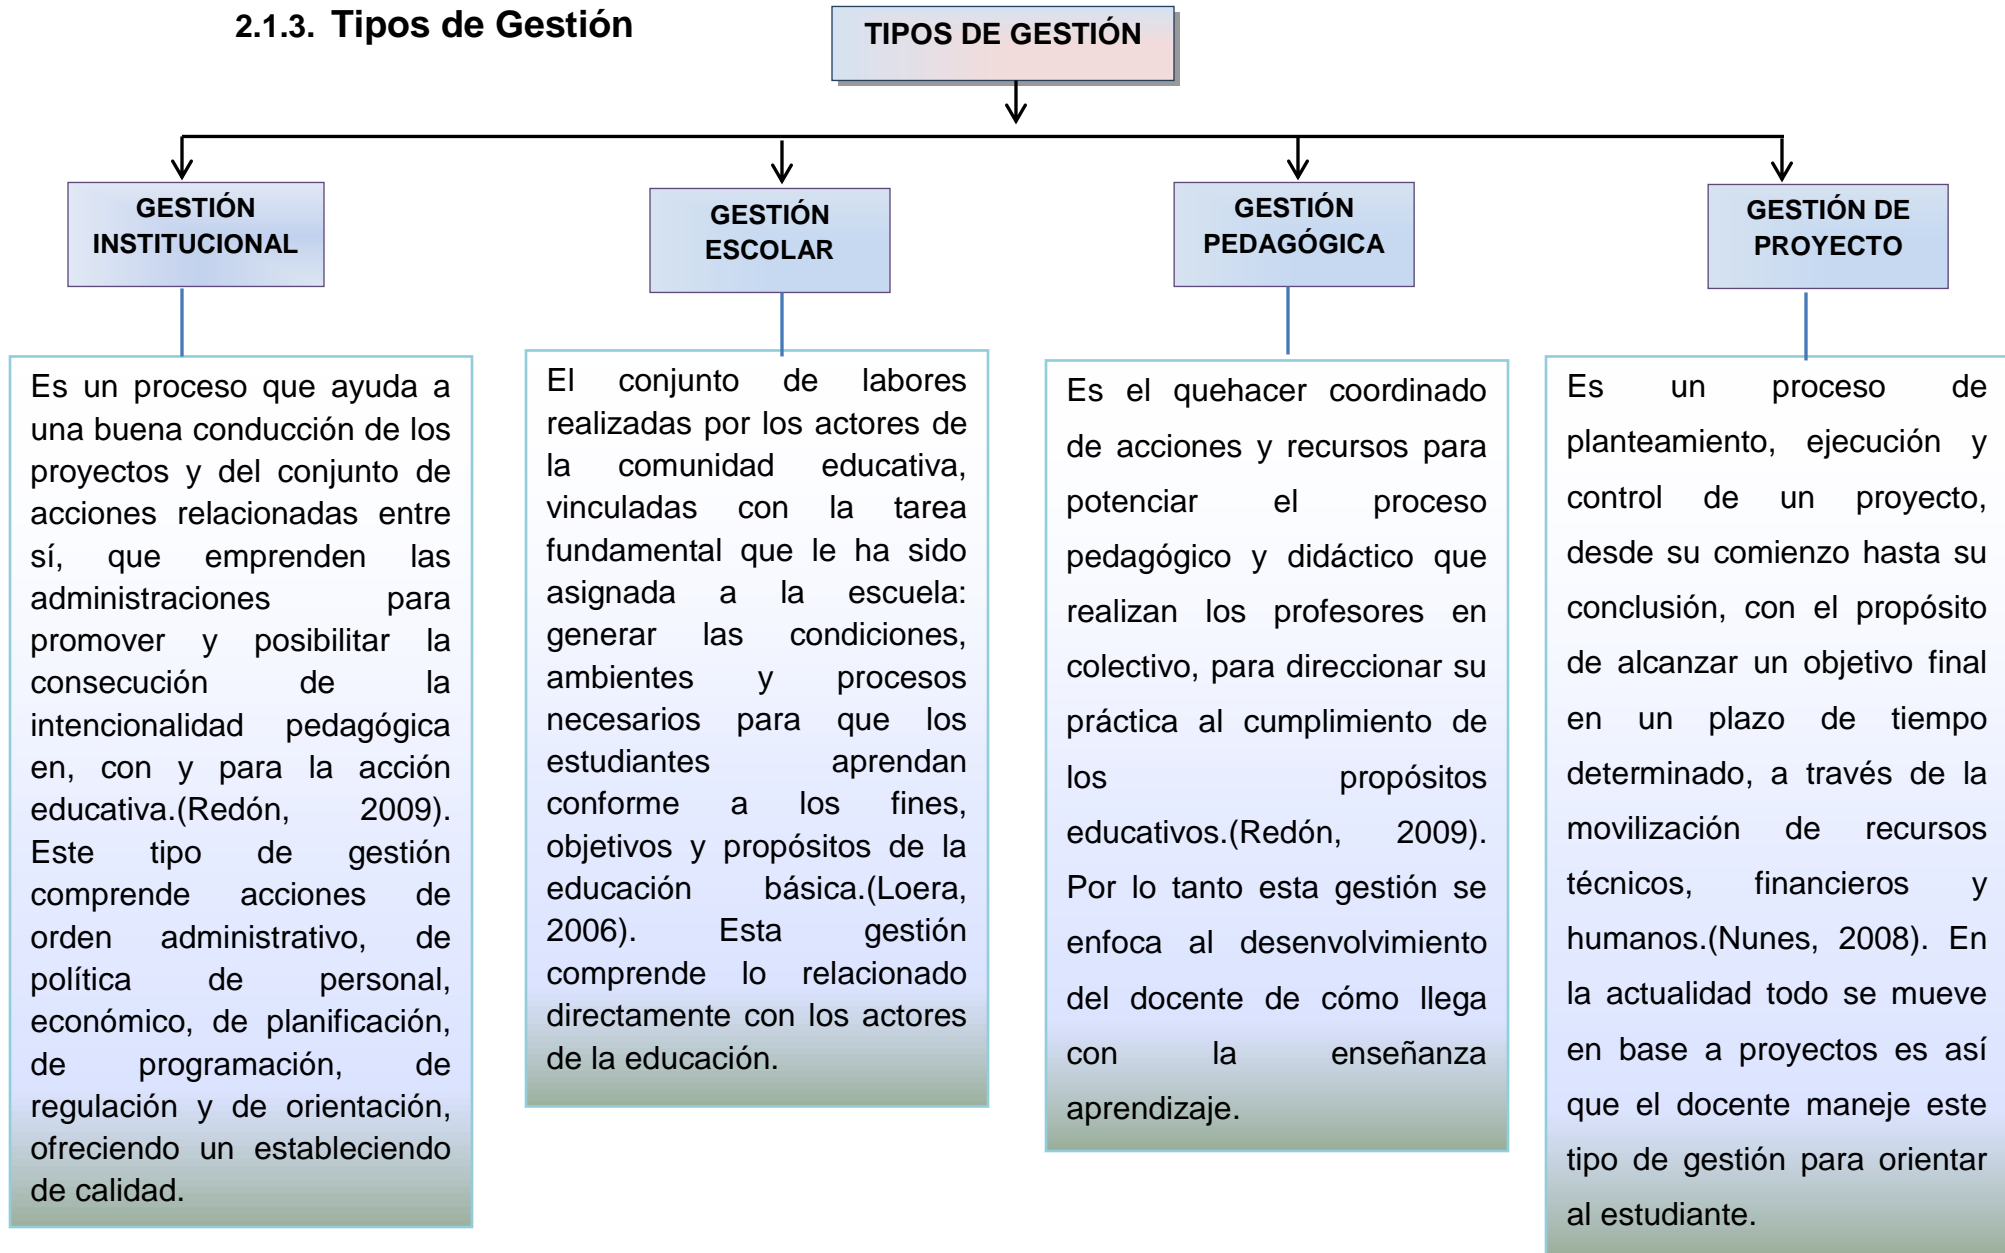 2.1.3. Tipos de Gestión
TIPOS DE GESTIÓN
GESTIÓN
INSTITUCIONAL
GESTIÓN
ESCOLAR
GESTIÓN
PEDAGÓGICA
GESTIÓN DE
PROYECTO
Es un proceso que ayuda a
una buena conducción de los
proyectos y del conjunto de
acciones relacionadas entre
sí, que emprenden las
administraciones para
promover y posibilitar la
consecución de la
intencionalidad pedagógica
en, con y para la acción
educativa.(Redón, 2009).
Este tipo de gestión
comprende acciones de
orden administrativo, de
política de personal,
económico, de planificación,
de programación, de
regulación y de orientación,
ofreciendo un estableciendo
de calidad.
El conjunto de labores
realizadas por los actores de
la comunidad educativa,
vinculadas con la tarea
fundamental que le ha sido
asignada a la escuela:
generar las condiciones,
ambientes y procesos
necesarios para que los
estudiantes aprendan
conforme a los fines,
objetivos y propósitos de la
educación básica.(Loera,
2006). Esta gestión
comprende lo relacionado
directamente con los actores
de la educación.
Es el quehacer coordinado
de acciones y recursos para
potenciar el proceso
pedagógico y didáctico que
realizan los profesores en
colectivo, para direccionar su
práctica al cumplimiento de
los propósitos
educativos.(Redón, 2009).
Por lo tanto esta gestión se
enfoca al desenvolvimiento
del docente de cómo llega
con la enseñanza
aprendizaje.
Es un proceso de
planteamiento, ejecución y
control de un proyecto,
desde su comienzo hasta su
conclusión, con el propósito
de alcanzar un objetivo final
en un plazo de tiempo
determinado, a través de la
movilización de recursos
técnicos, financieros y
humanos.(Nunes, 2008). En
la actualidad todo se mueve
en base a proyectos es así
que el docente maneje este
tipo de gestión para orientar
al estudiante.